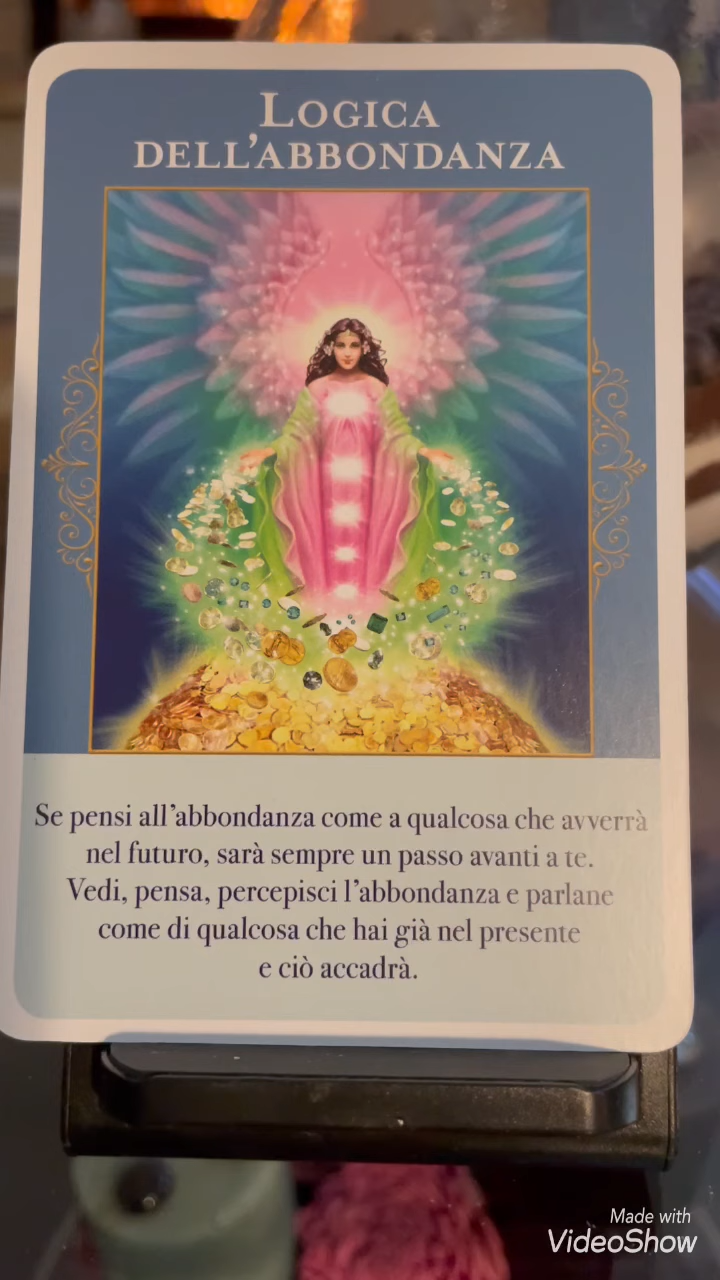 LOGICA
DELL'ABBONDANZA
Se pensi all'abbondanza come a qualcosa che avverrà
nel futuro, sarà sempre un passo avanti a te.
Vedi, pensa, percepisci l'abbondanza e parlane
come di qualcosa che hai già nel presente
e ciò accadrà.
Made with
VideoShow